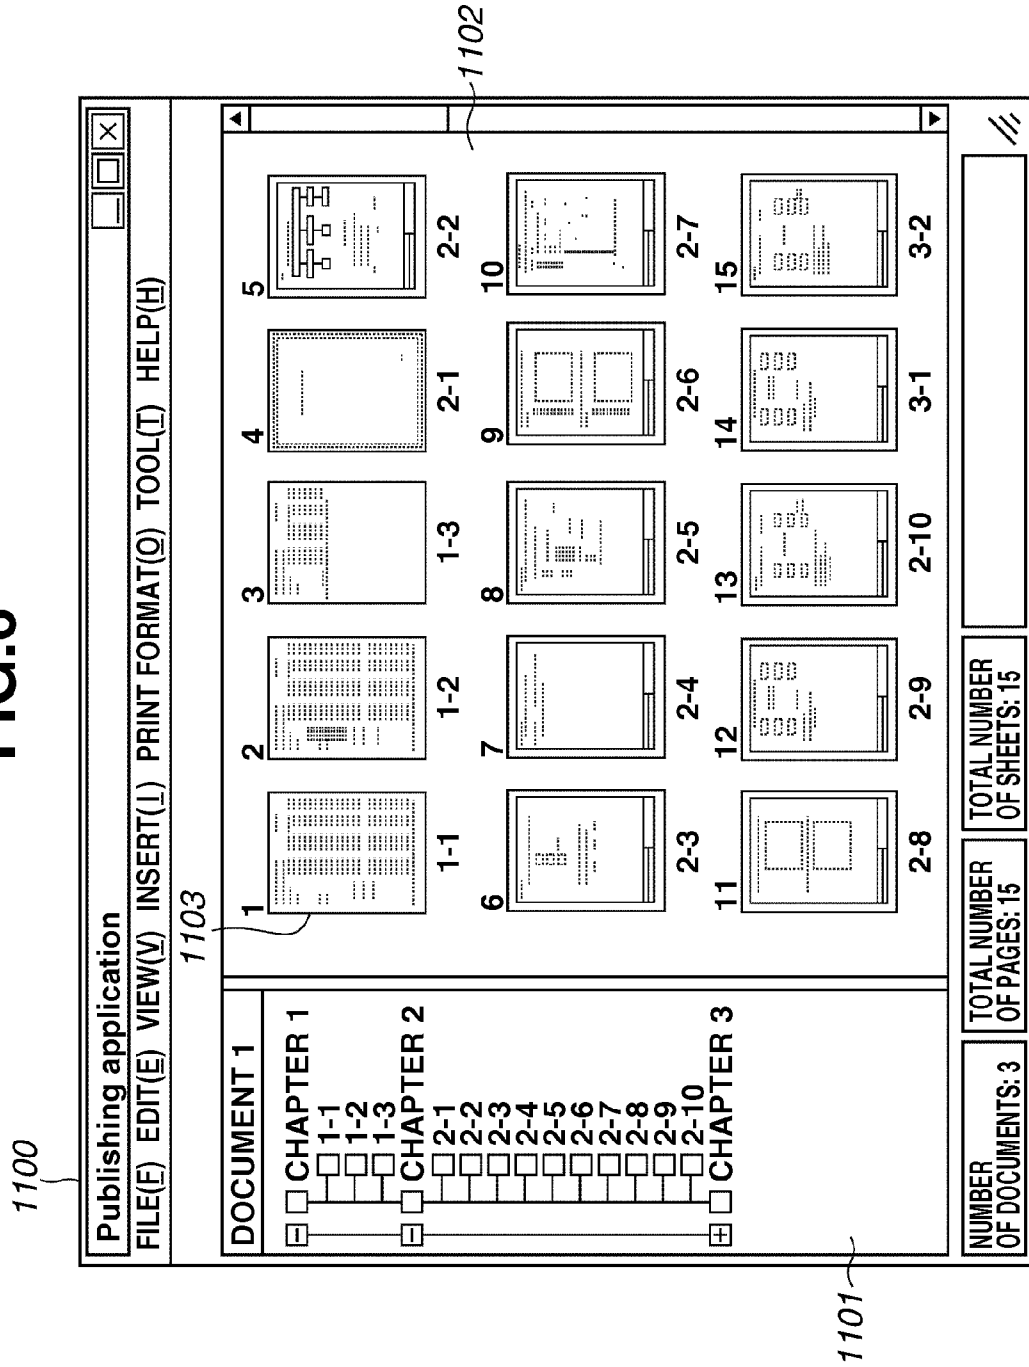 1100
Publishing application
FILE(F) EDIT(E) VIEW(V) INSERT(I) PRINT FORMAT(O) TOOL(T) HELP(H)
1103
1102
DOCUMENT 1
CHAPTER 1
1-1
1-2
1-3
CHAPTER 2
2-1
2-2
2-3
2-4
2-5
2-6
2-7
2-8
2-9
2-10
CHAPTER 3
1 2 3 4 5
1-1 1-2 1-3 2-1 2-2
6 7 8 9 10
2-3 2-4 2-5 2-6 2-7
11 12 13 14 15
2-8 2-9 2-10 3-1 3-2
1101
NUMBER
OF DOCUMENTS: 3
TOTAL NUMBER
OF PAGES: 15
TOTAL NUMBER
OF SHEETS: 15